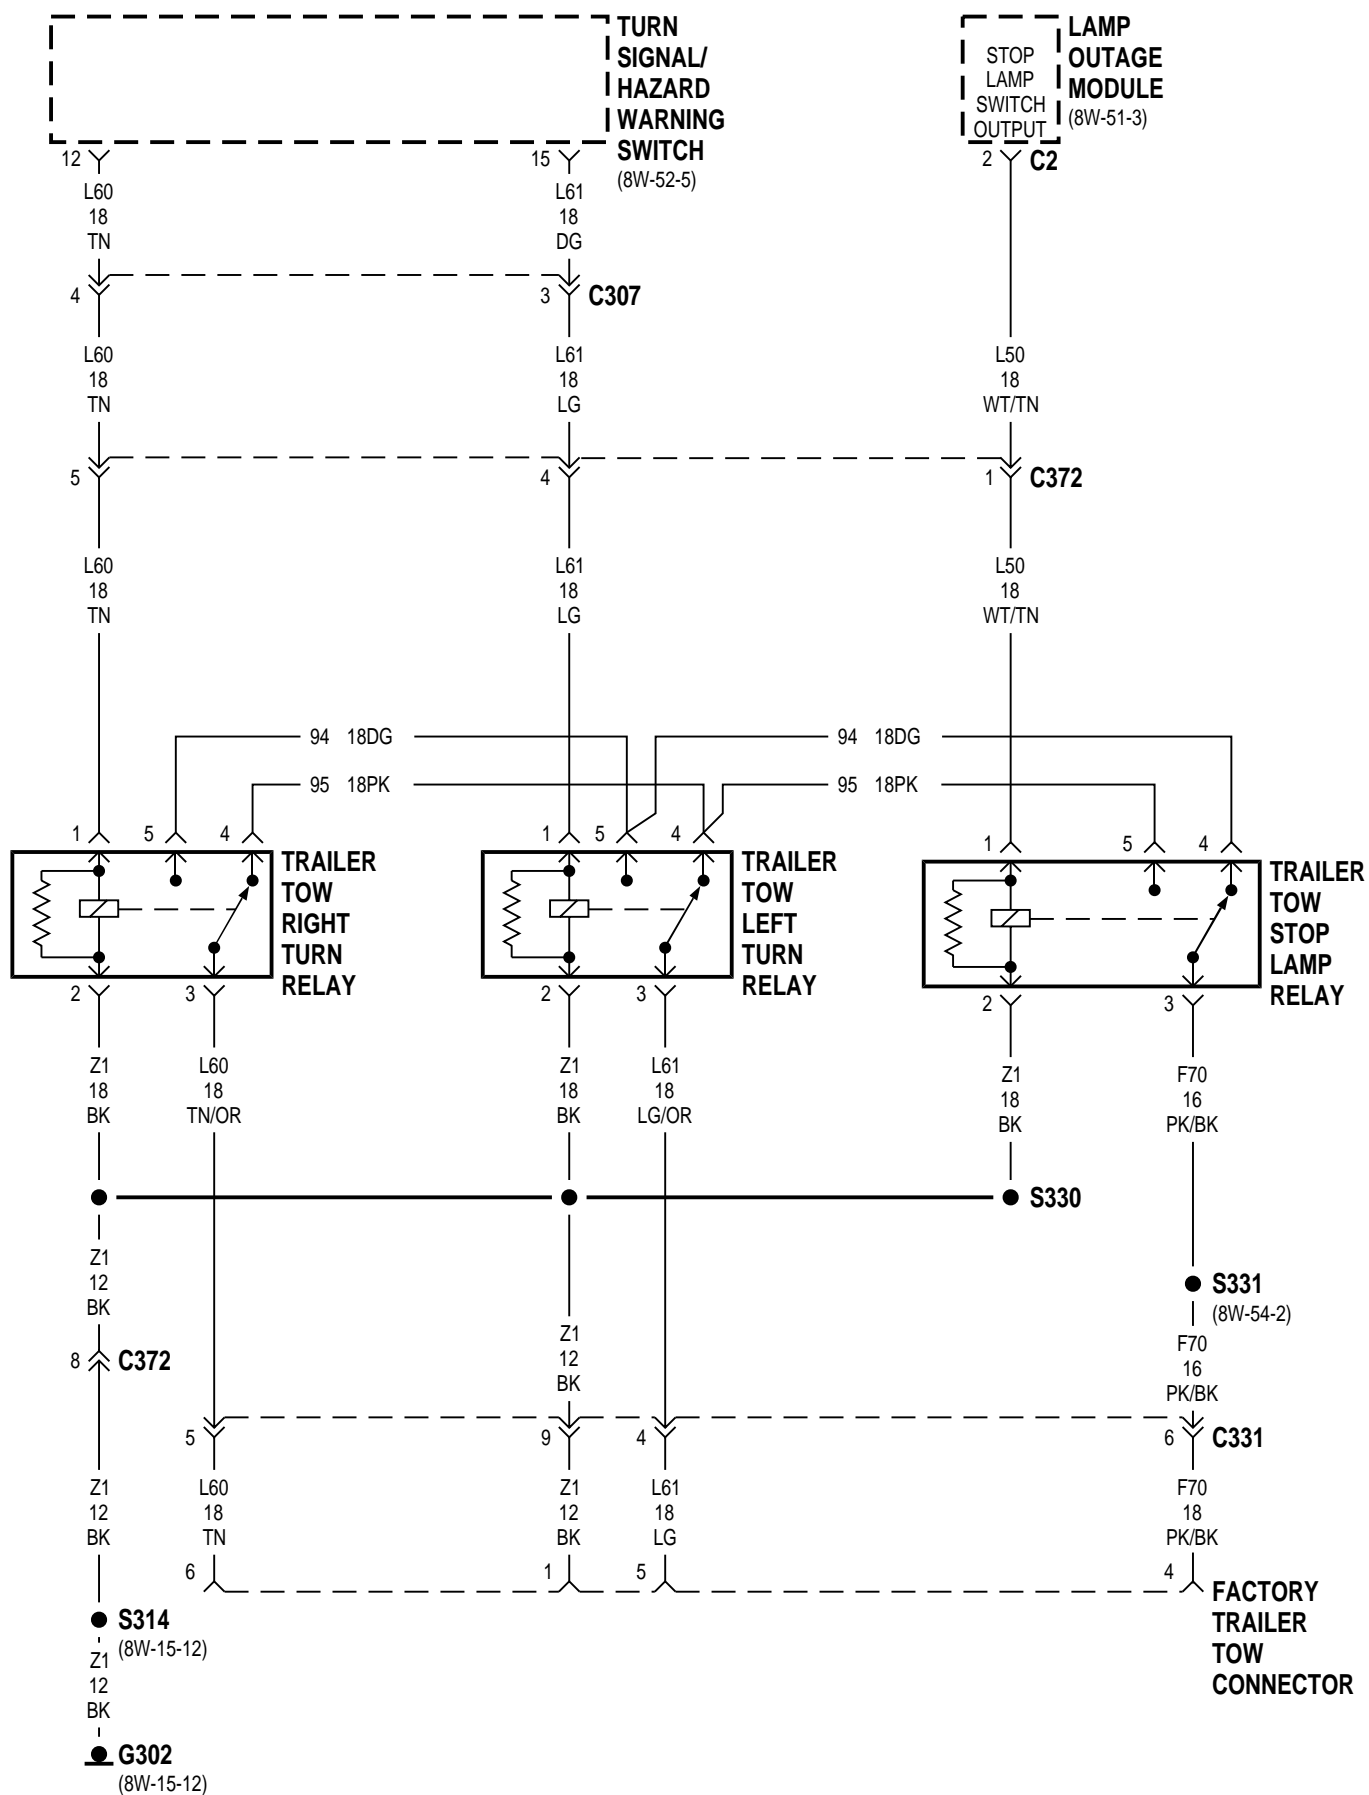 TURN
SIGNAL/
HAZARD
WARNING
SWITCH
(8W-52-5)
STOP
LAMP
SWITCH
OUTPUT
LAMP
OUTAGE
MODULE
(8W-51-3)
12
15
2
C2
L60
18
TN
L61
18
DG
4
3
C307
L60
18
TN
L61
18
LG
L50
18
WT/TN
5
4
1
C372
L60
18
TN
L61
18
LG
L50
18
WT/TN
94 18DG
94 18DG
95 18PK
95 18PK
1
5
4
TRAILER
TOW
RIGHT
TURN
RELAY
2
3
1
5
4
TRAILER
TOW
LEFT
TURN
RELAY
2
3
1
5
4
TRAILER
TOW
STOP
LAMP
RELAY
2
3
Z1
18
BK
L60
18
TN/OR
Z1
18
BK
L61
18
LG/OR
Z1
18
BK
F70
16
PK/BK
S330
Z1
12
BK
S331
(8W-54-2)
8
C372
Z1
12
BK
F70
16
PK/BK
5
9
4
6
C331
Z1
12
BK
L60
18
TN
Z1
12
BK
L61
18
LG
F70
18
PK/BK
6
1
5
4
FACTORY
TRAILER
TOW
CONNECTOR
S314
(8W-15-12)
Z1
12
BK
G302
(8W-15-12)